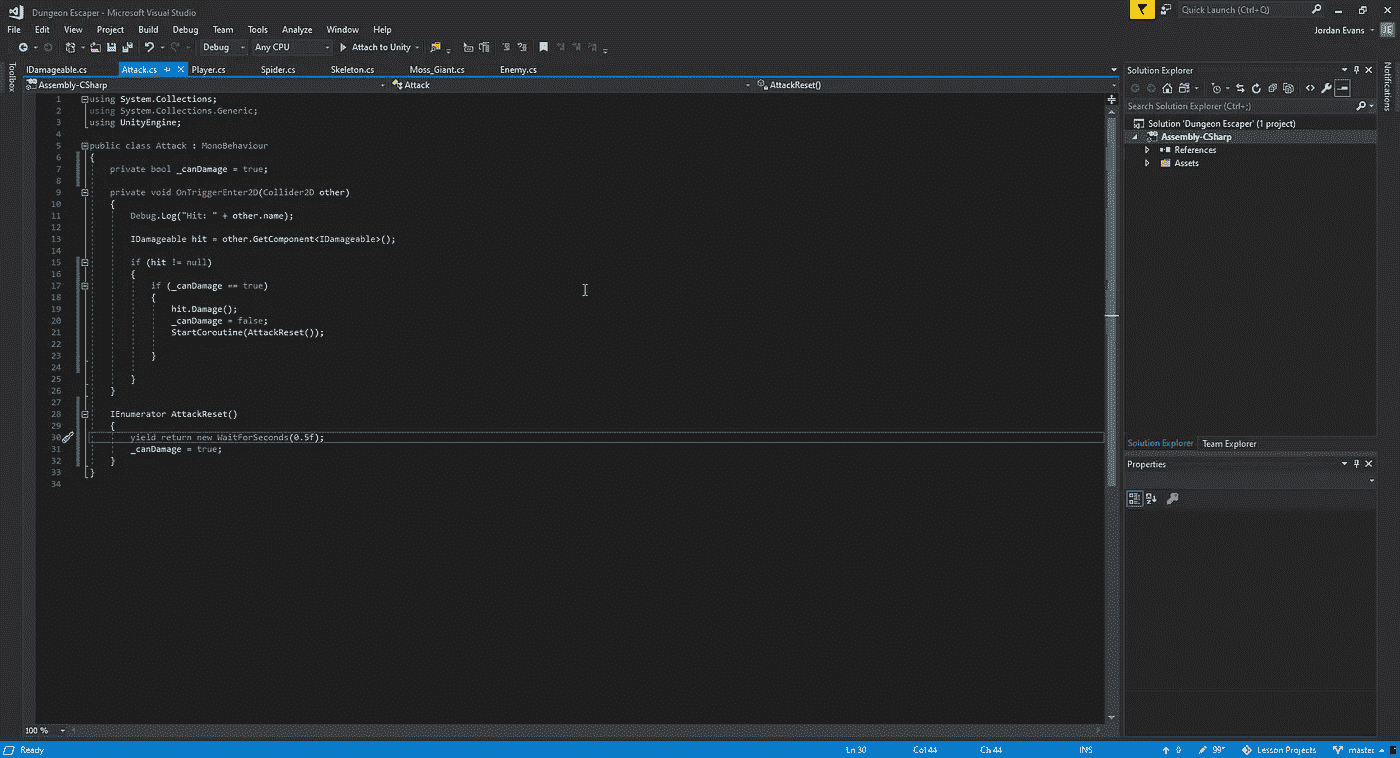 Dungeon Escaper - Microsoft Visual Studio
Quick Launch (Ctrl+Q)
File Edit View Project Build Debug Team Tools Analyze Window Help
Jordan Evans JE
Debug Any CPU Attach to Unity
Toolbox
IDamageable.cs Attack.cs Player.cs Spider.cs Skeleton.cs Moss_Giant.cs Enemy.cs
Assembly-CSharp Attack AttackReset()
1 using System.Collections;
2 using System.Collections.Generic;
3 using UnityEngine;
4
5 public class Attack : MonoBehaviour
6 {
7 private bool _canDamage = true;
8
9 private void OnTriggerEnter2D(Collider2D other)
10 {
11 Debug.Log("Hit: " + other.name);
12
13 IDamageable hit = other.GetComponent<IDamageable>();
14
15 if (hit != null)
16 {
17 if (_canDamage == true)
18 {
19 hit.Damage();
20 _canDamage = false;
21 StartCoroutine(AttackReset());
22
23 }
24
25 }
26 }
27
28 IEnumerator AttackReset()
29 {
30 yield return new WaitForSeconds(0.5f);
31 _canDamage = true;
32 }
33 }
34
100 %
Solution Explorer
Search Solution Explorer (Ctrl+;)
Solution 'Dungeon Escaper' (1 project)
Assembly-CSharp
References
Assets
Solution Explorer Team Explorer
Properties
Notifications
Ready Ln 30 Col 44 Ch 44 INS 0 99+ Lesson Projects master